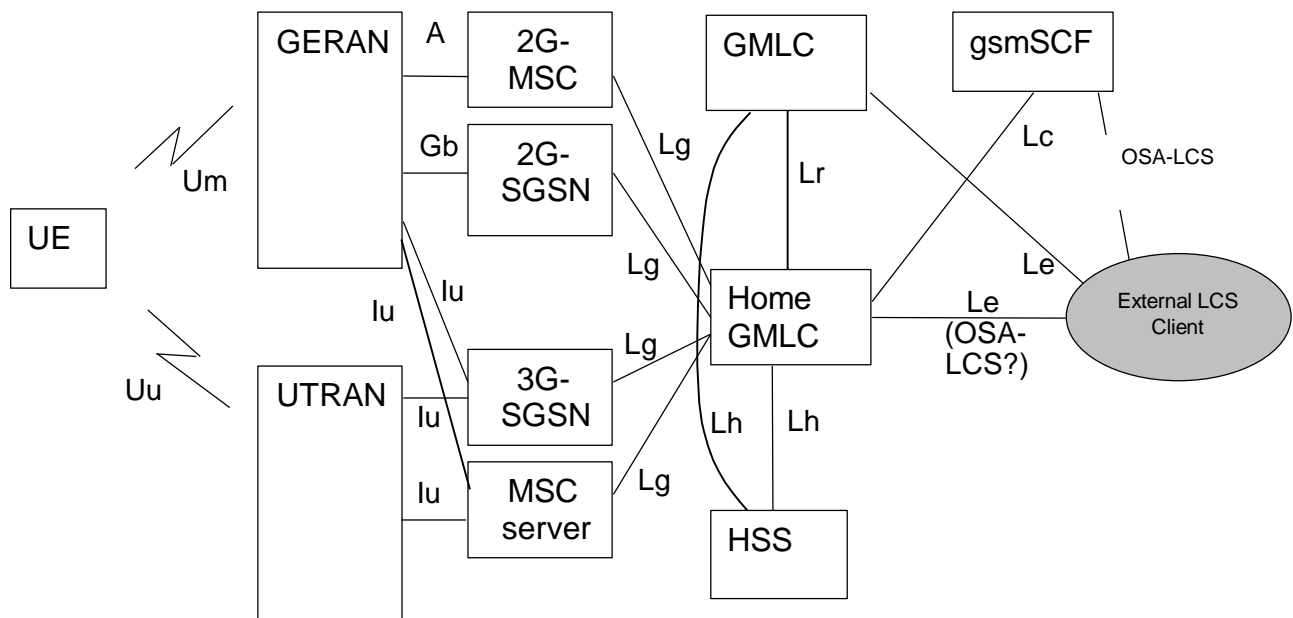 GERAN
A
2G-
MSC
GMLC
gsmSCF
Gb
2G-
SGSN
Lg
Lc
OSA-LCS
Um
Lr
UE
Lg
Le
Iu
Iu
Home
GMLC
Le
(OSA-
LCS?)
External LCS
Client
Uu
UTRAN
Iu
3G-
SGSN
Lg
Lh
Lh
Iu
MSC
server
Lg
HSS